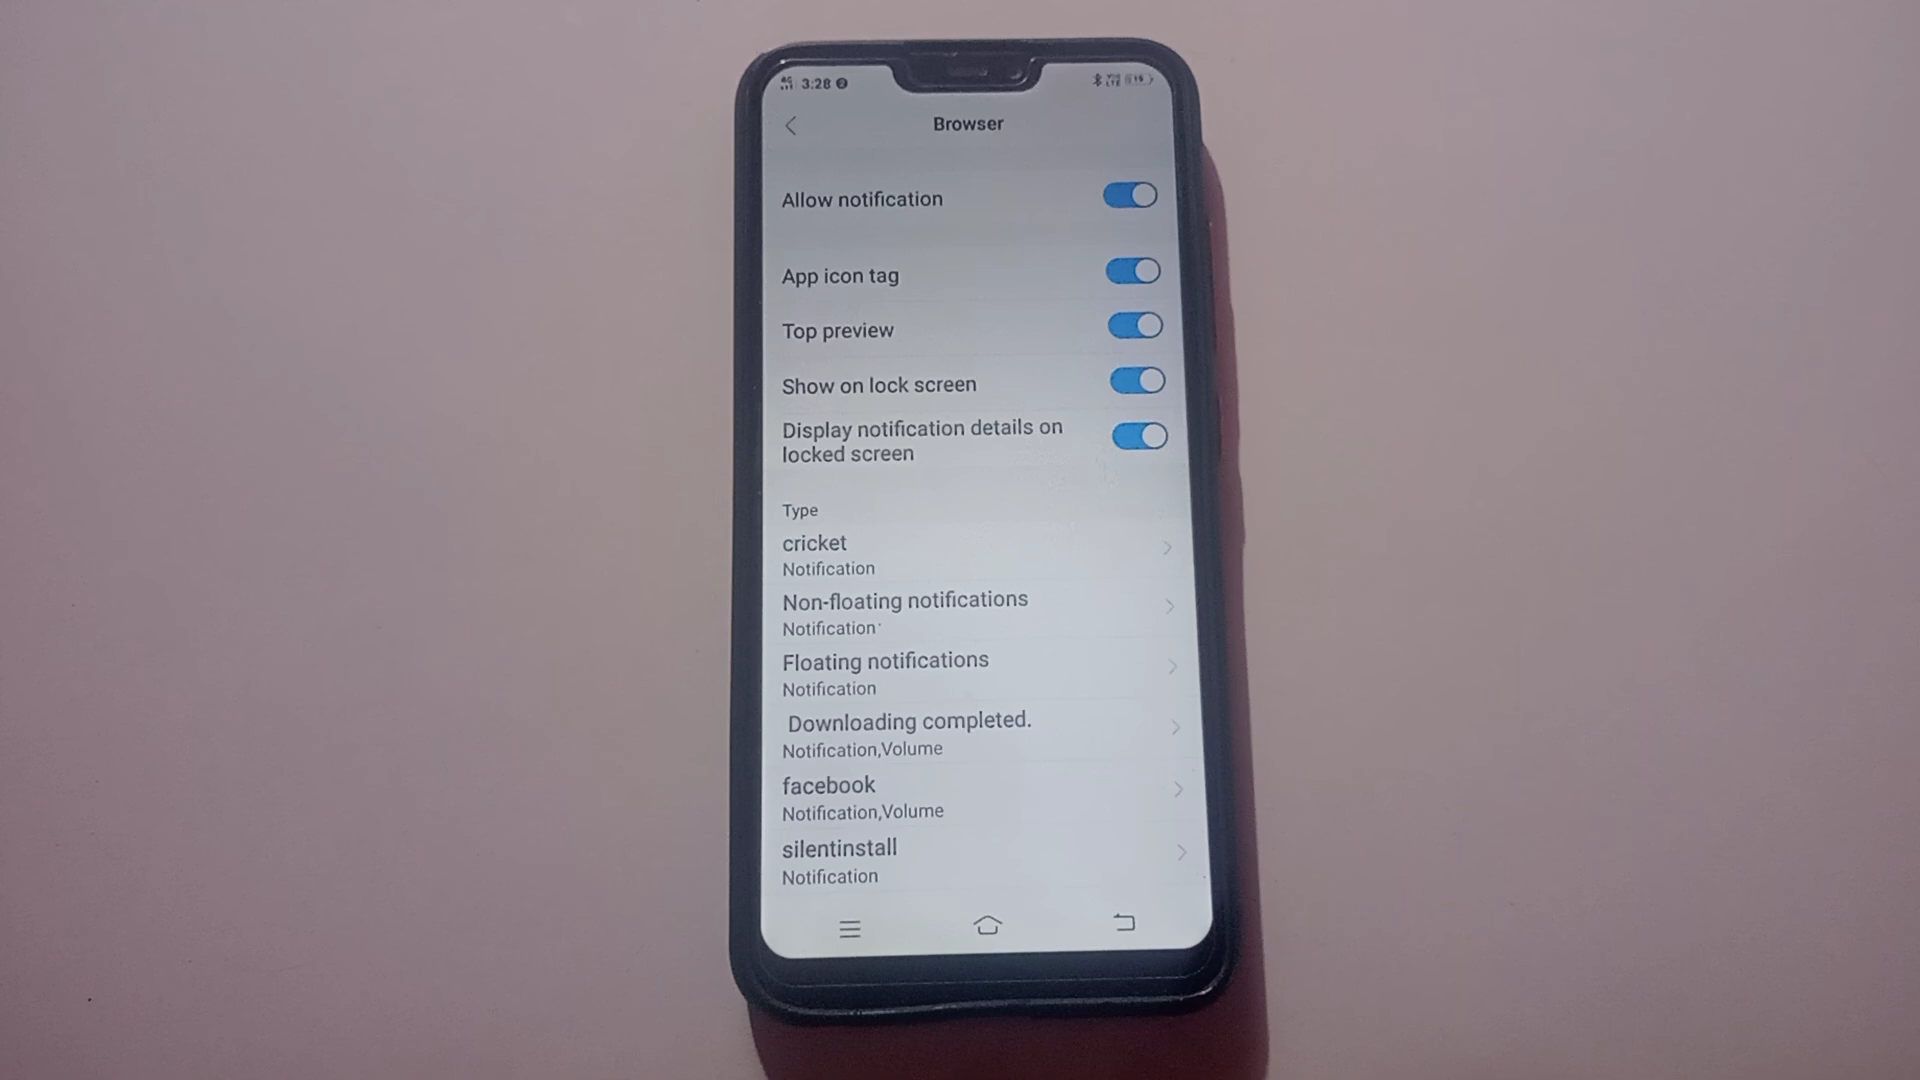 3:28
Browser
Allow notification
App icon tag
Top preview
Show on lock screen
Display notification details on
locked screen
Type
cricket
Notification
Non-floating notifications
Notification
Floating notifications
Notification
Downloading completed.
Notification,Volume
facebook
Notification,Volume
silentinstall
Notification